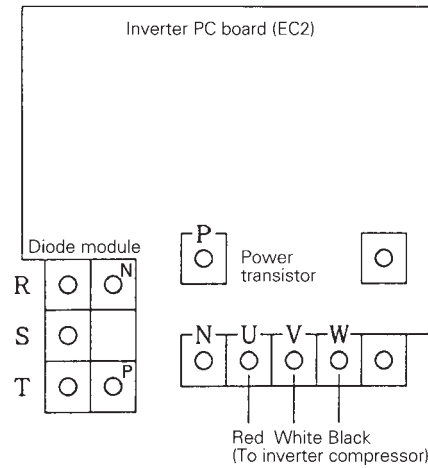 Inverter PC board (EC2)
P
Power
transistor
Diode module
R N
S
T P
N U V W
Red White Black
(To inverter compressor)